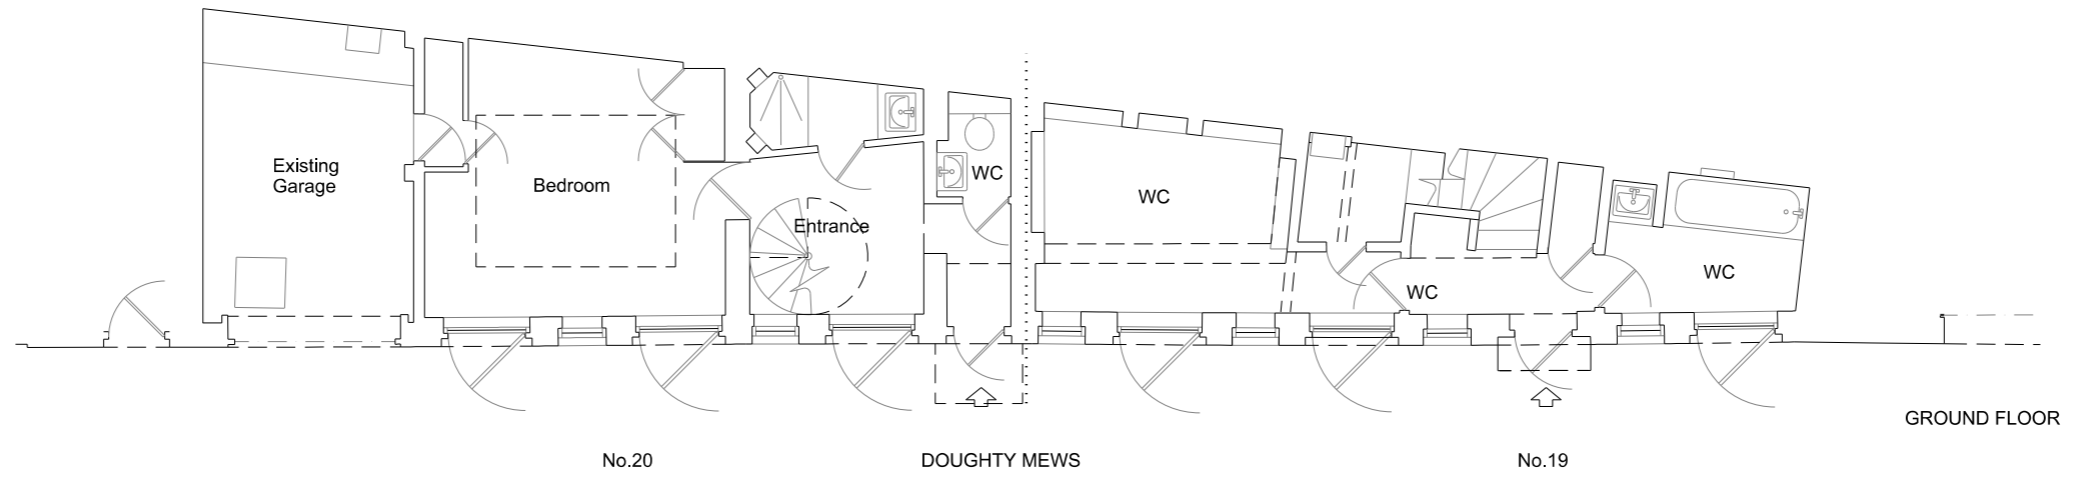 Existing
Garage
Bedroom
Entrance
WC
WC
WC
WC
GROUND FLOOR
No.20
DOUGHTY MEWS
No.19